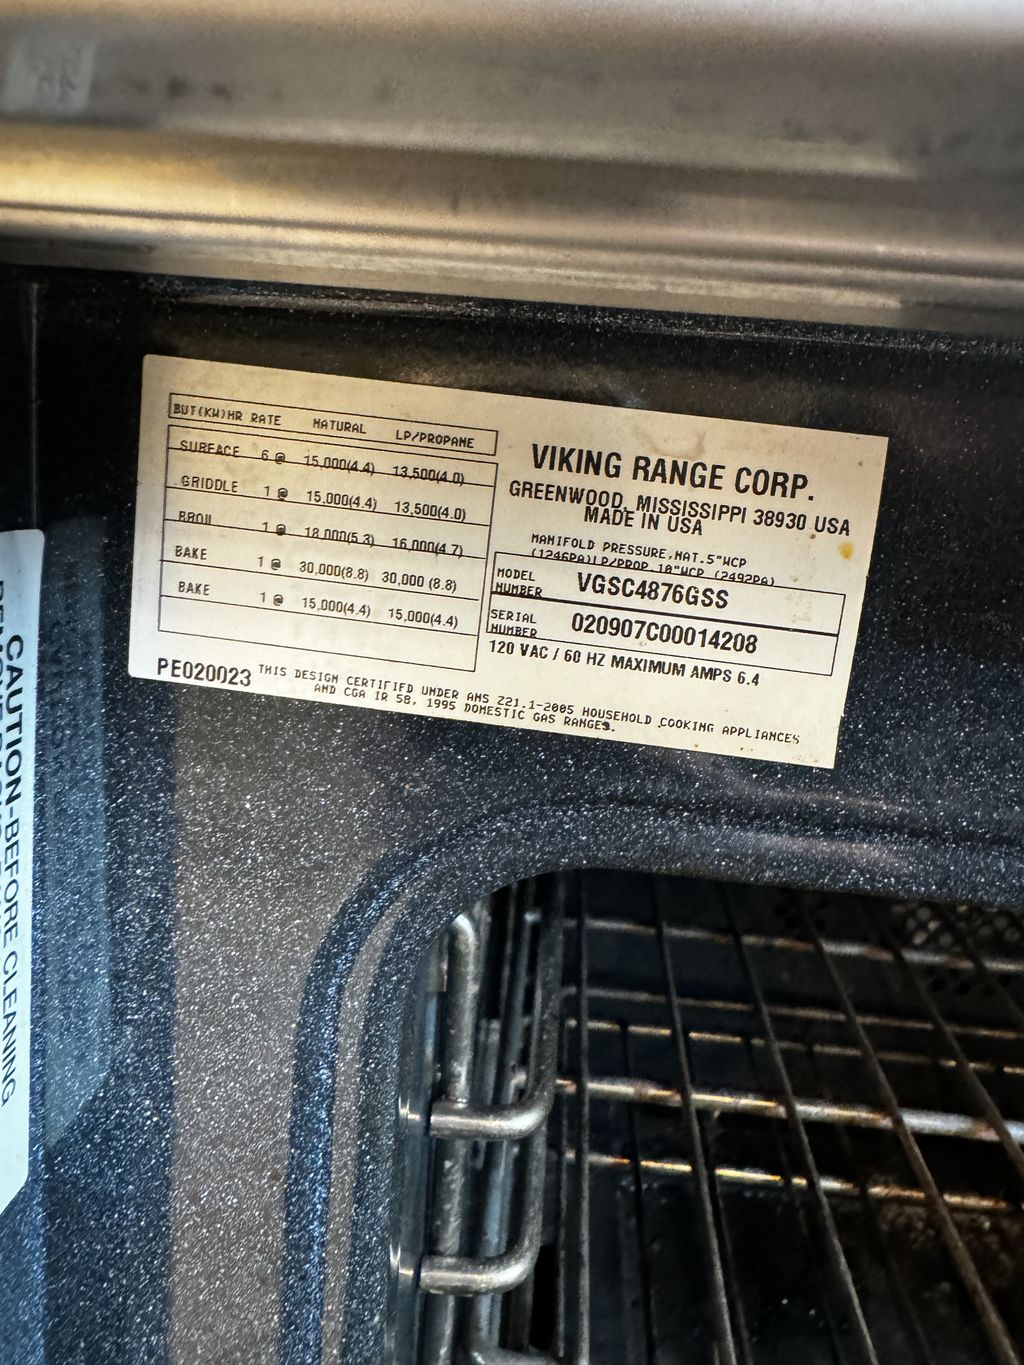 BUT(KW)HR RATE NATURAL LP/PROPANE
SURFACE 6 @ 15,000(4.4) 13,500(4.0)
GRIDDLE 1 @ 15,000(4.4) 13,500(4.0)
BROIL 1 @ 18,000(5.3) 16,000(4.7)
BAKE 1 @ 30,000(8.8) 30,000 (8.8)
BAKE 1 @ 15,000(4.4) 15,000(4.4)
VIKING RANGE CORP.
GREENWOOD, MISSISSIPPI 38930 USA
MADE IN USA
MANIFOLD PRESSURE,NAT.5"WCP
(1246PA)LP/PROP.10"WCP (2492PA)
MODEL NUMBER VGSC4876GSS
SERIAL NUMBER 020907C00014208
120 VAC / 60 HZ MAXIMUM AMPS 6.4
PE020023 THIS DESIGN CERTIFIED UNDER ANS Z21.1-2005 HOUSEHOLD COOKING APPLIANCES
AND CGA IR 58, 1995 DOMESTIC GAS RANGES.
CAUTION-BEFORE CLEANING